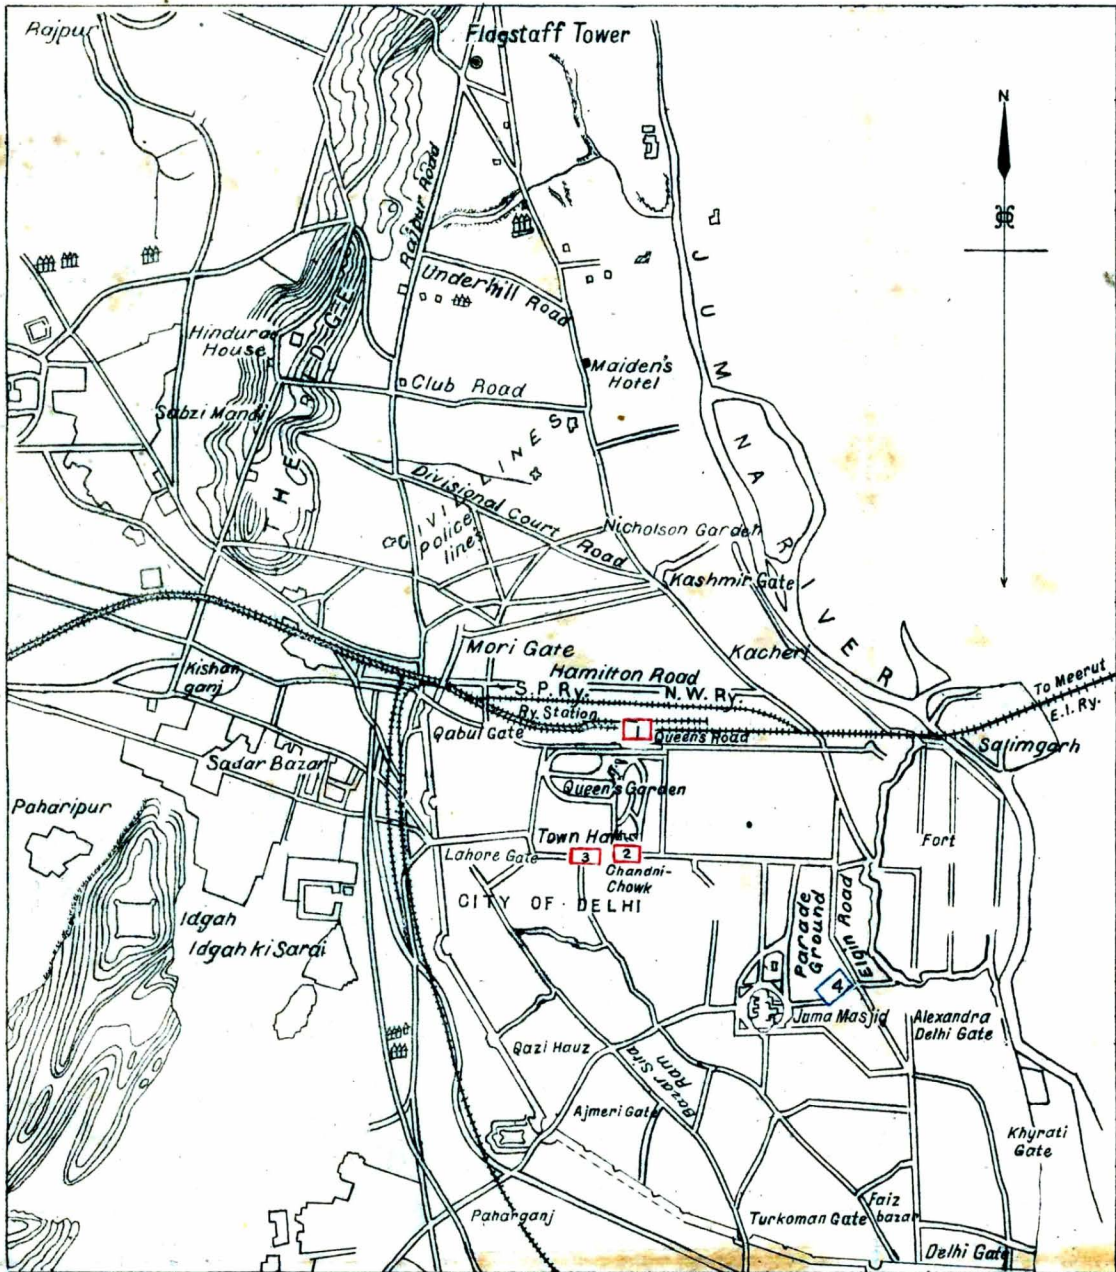 Rajpur
Flagstaff Tower
N
Rajpur Road
Underhill Road
JUMNA RIVER
Hindurao
House
THE RIDGE
Maiden's
Hotel
Club Road
Sabzi Mandi
CIVIL LINES
Divisional Court Road
Police
lines
Nicholson Garden
Kashmir Gate
Mori Gate
Kacheri
Hamilton Road
Kishan
ganj
S.P. Ry.
N.W. Ry.
To Meerut
E.I. Ry.
Ry. Station
1
Queen's Road
Qabul Gate
Salimgarh
Sadar Bazar
Queen's Garden
Paharipur
Town Hall
Fort
Lahore Gate
3
2
Chandni-
Chowk
CITY OF DELHI
Idgah
Idgah ki Sarai
Parade
Ground
Elgin Road
4
Juma Masjid
Alexandra
Delhi Gate
Qazi Hauz
Bazar Sita
Ram
Ajmeri Gate
Khyrati
Gate
Paharganj
Turkoman Gate
Faiz
bazar
Delhi Gate